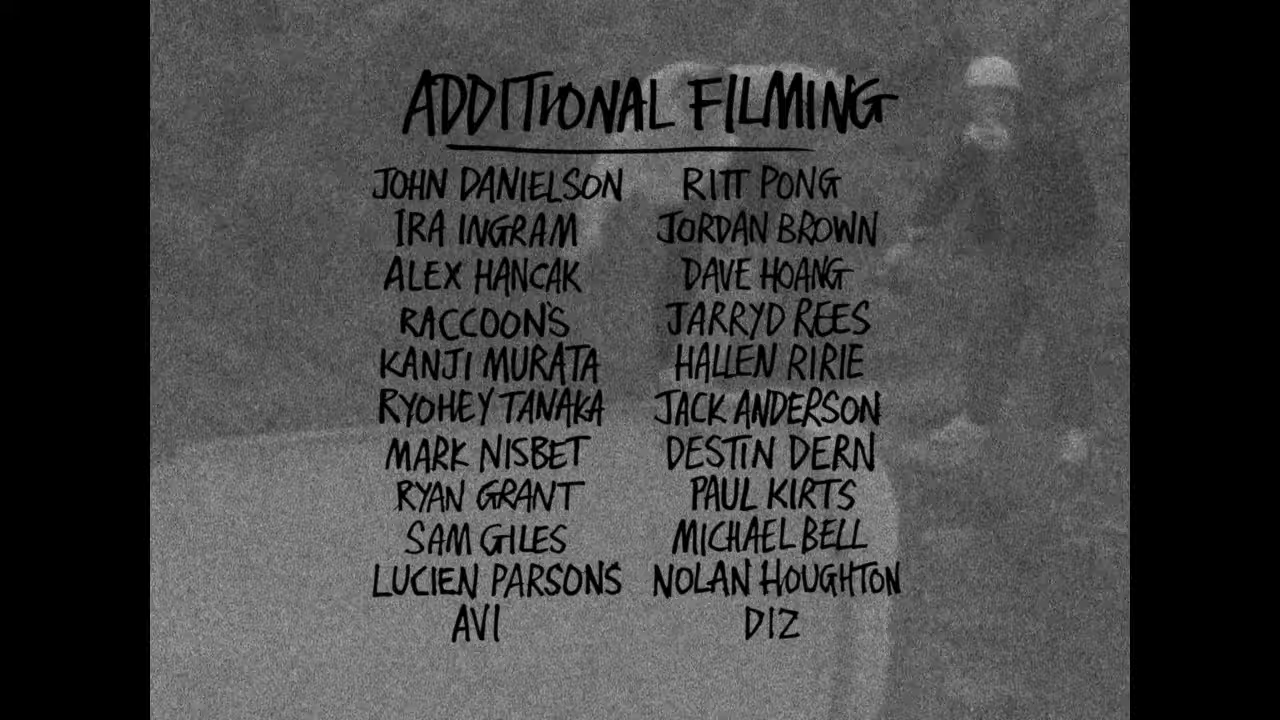 ADDITIONAL FILMING
JOHN DANIELSON
IRA INGRAM
ALEX HANCAK
RACCOON'S
KANJI MURATA
RYOHEY TANAKA
MARK NISBET
RYAN GRANT
SAM GILES
LUCIEN PARSONS
AVI
RITT PONG
JORDAN BROWN
DAVE HOANG
JARRYD REES
HALLEN RIRIE
JACK ANDERSON
DESTIN DERN
PAUL KIRTS
MICHAEL BELL
NOLAN HOUGHTON
DIZ